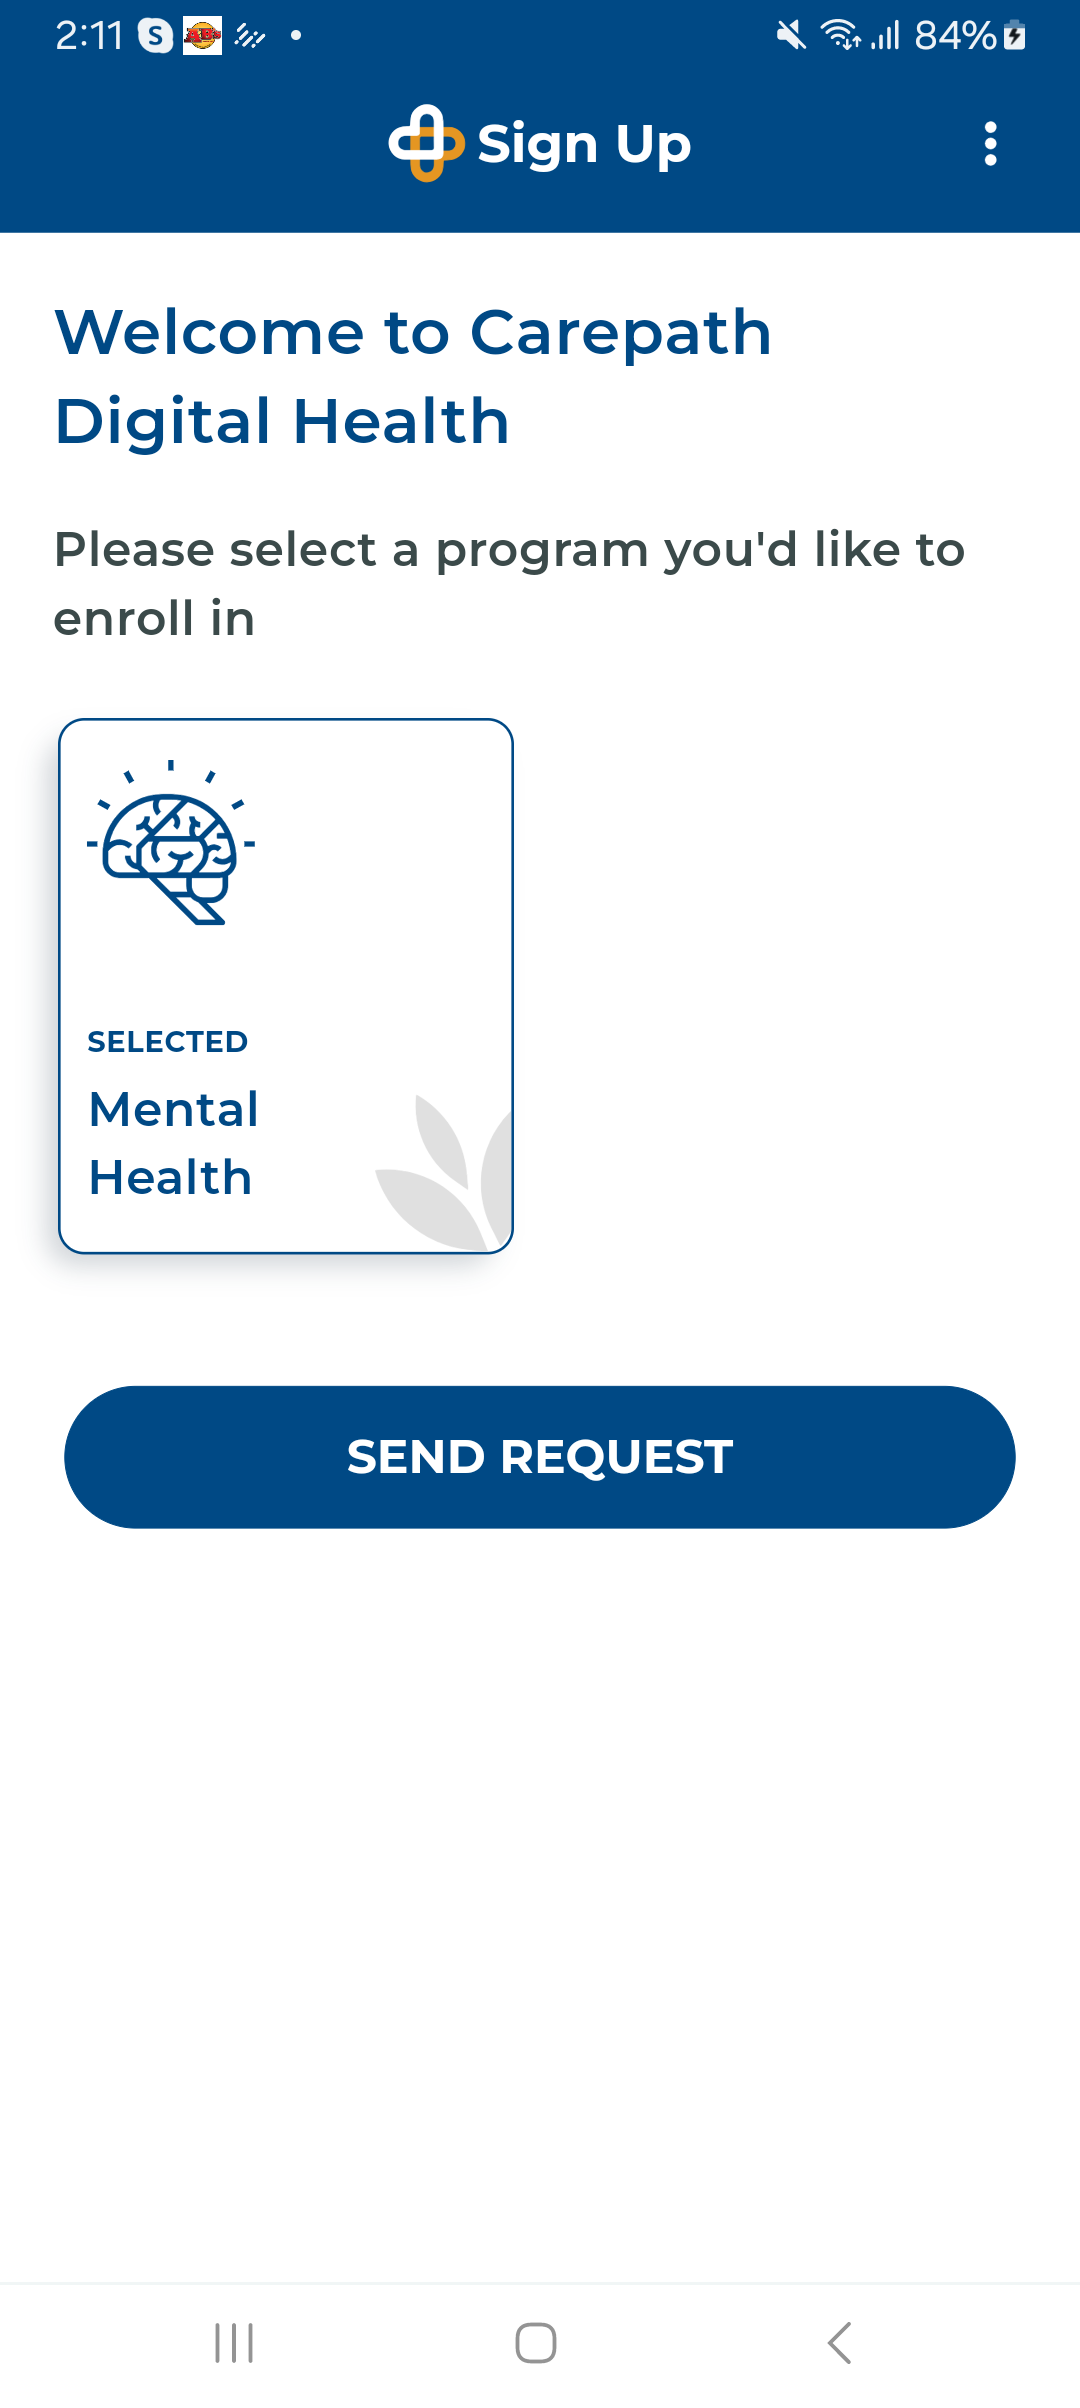 2:11 S ABs 84%
Sign Up
Welcome to Carepath
Digital Health
Please select a program you'd like to
enroll in
SELECTED
Mental
Health
SEND REQUEST